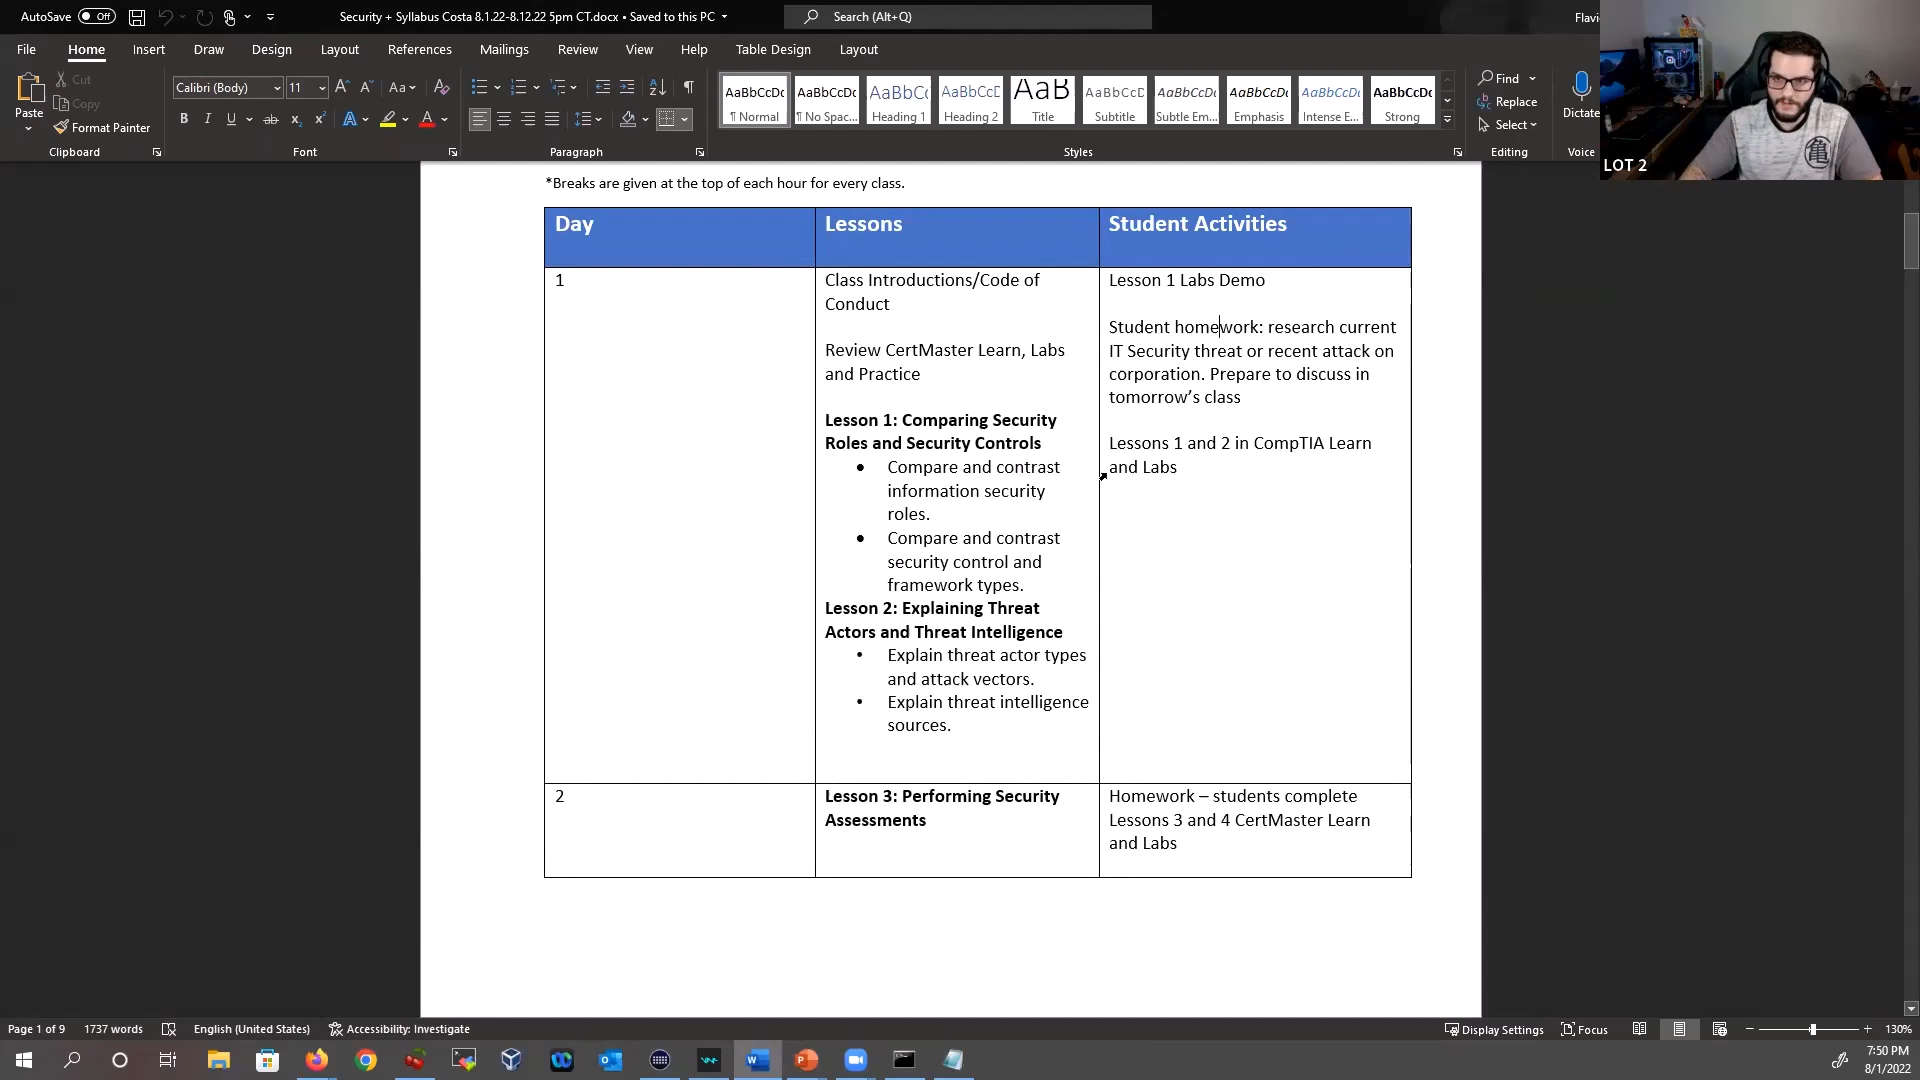 AutoSave Off Security + Syllabus Costa 8.1.22-8.12.22 5pm CT.docx • Saved to this PC Search (Alt+Q)
File Home Insert Draw Design Layout References Mailings Review View Help Table Design Layout
Paste
Cut
Copy
Format Painter
Clipboard
Calibri (Body) 11
Font
Paragraph
AaBbCcDc AaBbCcDc AaBbC AaBbCcD AaB AaBbCcD AaBbCcDc AaBbCcDc AaBbCcDc AaBbCcDc
¶ Normal ¶ No Spac... Heading 1 Heading 2 Title Subtitle Subtle Em... Emphasis Intense E... Strong
Styles
Find
Replace
Select
Editing
Dictate
Voice
LOT 2
*Breaks are given at the top of each hour for every class.
Day Lessons Student Activities
1
Class Introductions/Code of
Conduct
Review CertMaster Learn, Labs
and Practice
Lesson 1: Comparing Security
Roles and Security Controls
• Compare and contrast
information security
roles.
• Compare and contrast
security control and
framework types.
Lesson 2: Explaining Threat
Actors and Threat Intelligence
• Explain threat actor types
and attack vectors.
• Explain threat intelligence
sources.
Lesson 1 Labs Demo
Student homework: research current
IT Security threat or recent attack on
corporation. Prepare to discuss in
tomorrow’s class
Lessons 1 and 2 in CompTIA Learn
and Labs
2
Lesson 3: Performing Security
Assessments
Homework – students complete
Lessons 3 and 4 CertMaster Learn
and Labs
Page 1 of 9 1737 words English (United States) Accessibility: Investigate Display Settings Focus 130%
7:50 PM
8/1/2022